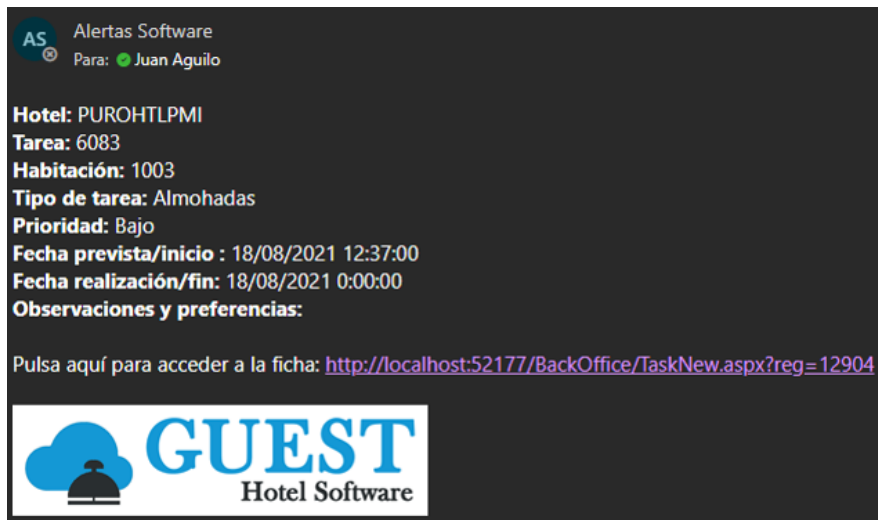 AS
Alertas Software
Para: Juan Aguilo
Hotel: PUROHTLPMI
Tarea: 6083
Habitación: 1003
Tipo de tarea: Almohadas
Prioridad: Bajo
Fecha prevista/inicio : 18/08/2021 12:37:00
Fecha realización/fin: 18/08/2021 0:00:00
Observaciones y preferencias:
Pulsa aquí para acceder a la ficha: http://localhost:52177/BackOffice/TaskNew.aspx?reg=12904
GUEST
Hotel Software